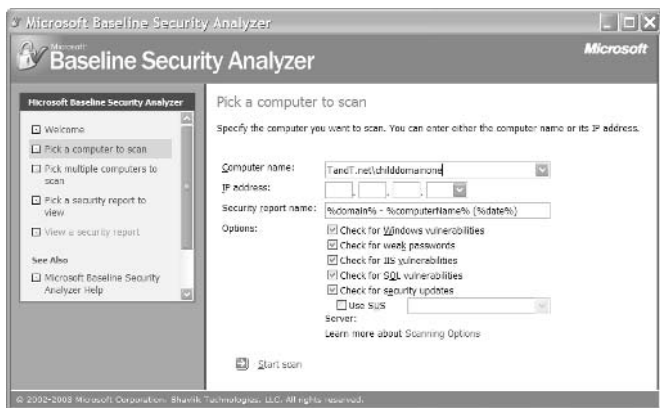 Microsoft Baseline Security Analyzer
Microsoft
Baseline Security Analyzer
Microsoft
Microsoft Baseline Security Analyzer
Welcome
Pick a computer to scan
Pick multiple computers to
scan
Pick a security report to
view
View a security report
See Also
Microsoft Baseline Security
Analyzer Help
Pick a computer to scan
Specify the computer you want to scan. You can enter either the computer name or its IP address.
Computer name: TandT.net\childdomainone
IP address:
Security report name: %domain% - %computerName% (%date%)
Options: Check for Windows vulnerabilities
Check for weak passwords
Check for IIS vulnerabilities
Check for SQL vulnerabilities
Check for security updates
Use SUS
Server:
Learn more about Scanning Options
Start scan
© 2002-2003 Microsoft Corporation, Shavlik Technologies, LLC. All rights reserved.